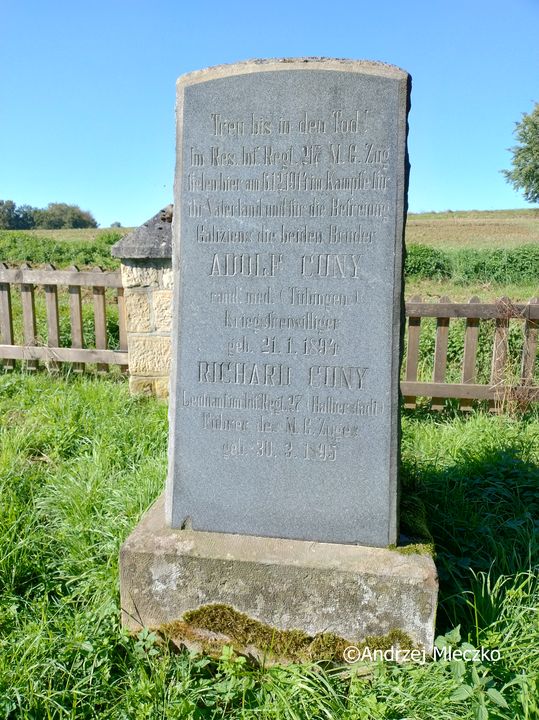 Treu bis in den Tod!
Im Res. Inf. Regt. 217 M. G. Zug
fielen hier am 6.12.1914 im Kampfe für
ihr Vaterland und für die Befreiung
Galiziens die beiden Brüder
ADOLF CUNY
cand. med. (Tübingen)
Kriegsfreiwilliger
geb. 21. 1. 1894
RICHARD CUNY
Leutnant im Inf. Regt. 27 Halberstadt
Führer des M. G. Zuges
geb. 30. 3. 1895
©Andrzej Mleczko